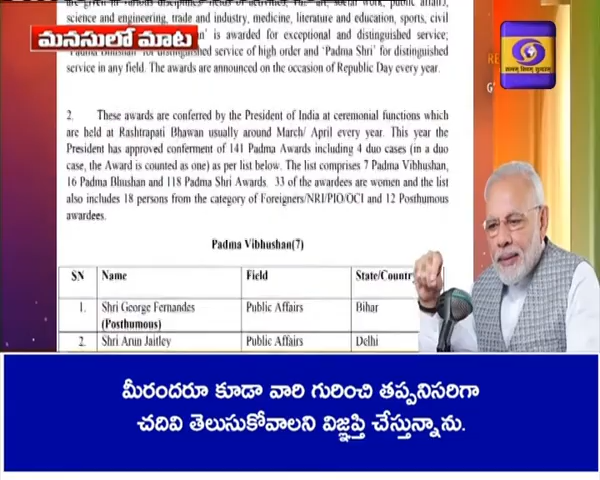 science and engineering, trade and industry, medicine, literature and education, sports, civil
మనసులో మాట
is awarded for exceptional and distinguished service;
service of high order and 'Padma Shri' for distinguished
service in any field. The awards are announced on the occasion of Republic Day every year.
2. These awards are conferred by the President of India at ceremonial functions which
are held at Rashtrapati Bhawan usually around March/ April every year. This year the
President has approved conferment of 141 Padma Awards including 4 duo cases (in a duo
case, the Award is counted as one) as per list below. The list comprises 7 Padma Vibhushan,
16 Padma Bhushan and 118 Padma Shri Awards. 33 of the awardees are women and the list
also includes 18 persons from the category of Foreigners/NRI/PIO/OCI and 12 Posthumous
awardees.
Padma Vibhushan(7)
SN Name Field State/Country
1. Shri George Fernandes Public Affairs Bihar
(Posthumous)
2. Shri Arun Jaitley Public Affairs Delhi
మీరందరూ కూడా వారి గురించి తప్పనిసరిగా
చదివి తెలుసుకోవాలని విజ్ఞప్తి చేస్తున్నాను.